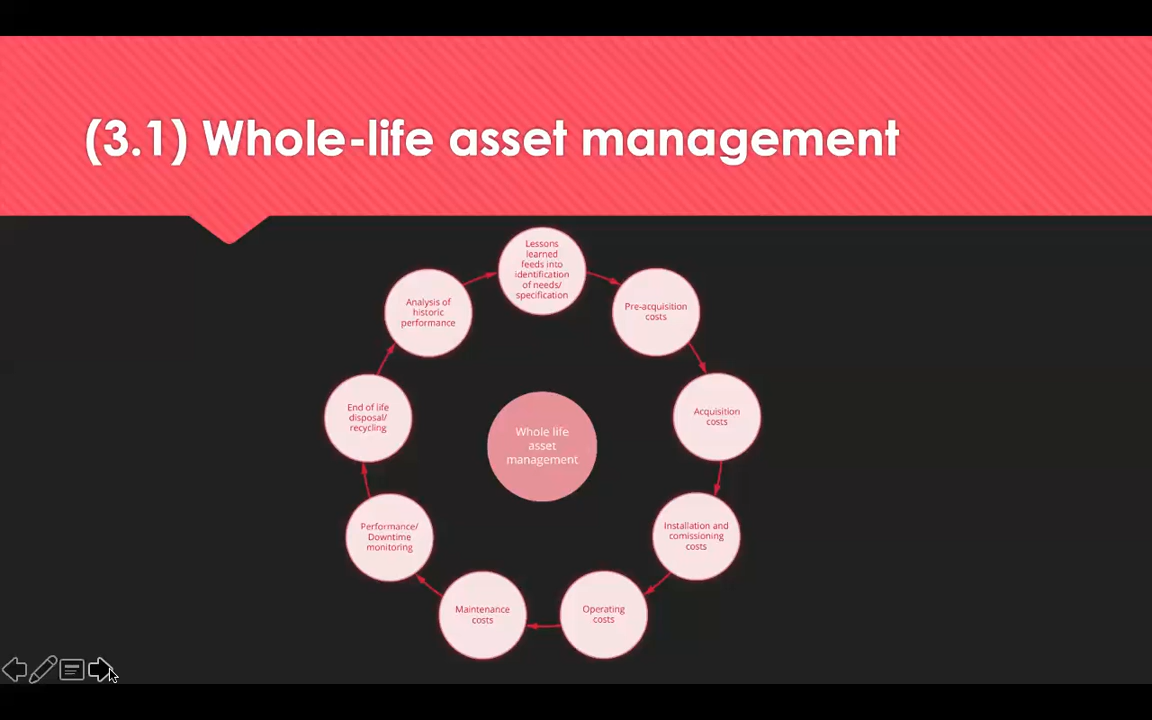 (3.1) Whole-life asset management
Lessons
learned
feeds into
identification
of needs/
specification
Pre-acquisition
costs
Acquisition
costs
Installation and
comissioning
costs
Operating
costs
Maintenance
costs
Performance/
Downtime
monitoring
End of life
disposal/
recycling
Analysis of
historic
performance
Whole life
asset
management